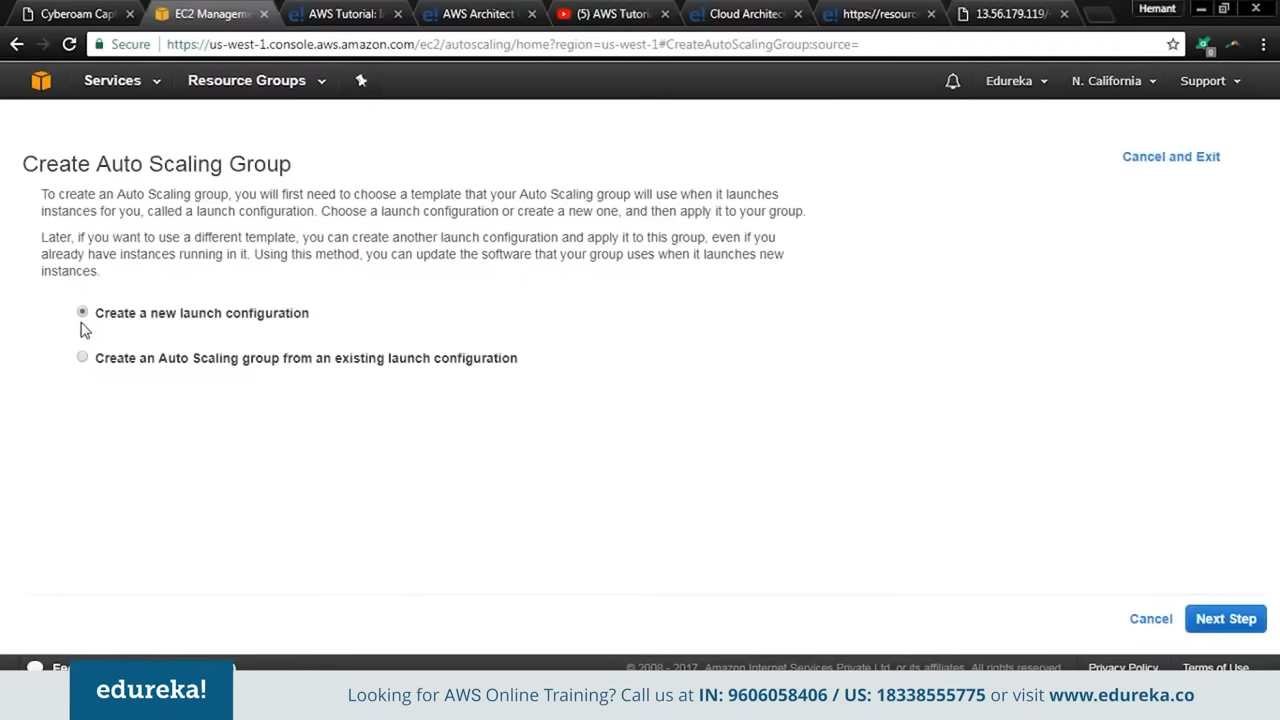 Cyberoam Cap
EC2 Managem
AWS Tutorial: I
AWS Architect
(5) AWS Tutori
Cloud Architec
https://resourc
13.56.179.119/
Hemant
Secure
https://us-west-1.console.aws.amazon.com/ec2/autoscaling/home?region=us-west-1#CreateAutoScalingGroup:source=
Services
Resource Groups
Edureka
N. California
Support
Create Auto Scaling Group
Cancel and Exit
To create an Auto Scaling group, you will first need to choose a template that your Auto Scaling group will use when it launches
instances for you, called a launch configuration. Choose a launch configuration or create a new one, and then apply it to your group.
Later, if you want to use a different template, you can create another launch configuration and apply it to this group, even if you
already have instances running in it. Using this method, you can update the software that your group uses when it launches new
instances.
Create a new launch configuration
Create an Auto Scaling group from an existing launch configuration
Cancel
Next Step
© 2008 - 2017, Amazon Internet Services Private Ltd. or its affiliates. All rights reserved.
Privacy Policy
Terms of Use
edureka!
Looking for AWS Online Training? Call us at IN: 9606058406 / US: 18338555775 or visit www.edureka.co